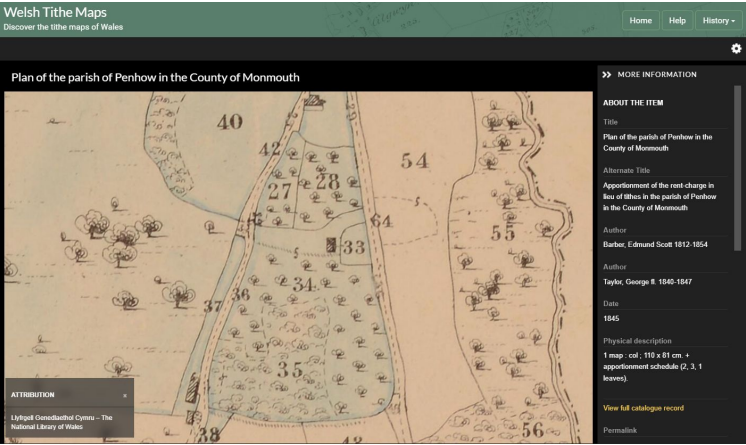 Welsh Tithe Maps
Discover the tithe maps of Wales
Home
Help
History
Plan of the parish of Penhow in the County of Monmouth
40
42
27
28
54
64
33
55
34
37
36
35
38
56
ATTRIBUTION
x
Llyfrgell Genedlaethol Cymru – The
National Library of Wales
MORE INFORMATION
ABOUT THE ITEM
Title
Plan of the parish of Penhow in the
County of Monmouth
Alternate Title
Apportionment of the rent-charge in
lieu of tithes in the parish of Penhow
in the County of Monmouth
Author
Barber, Edmund Scott 1812-1854
Author
Taylor, George fl. 1840-1847
Date
1845
Physical description
1 map : col ; 110 x 81 cm. +
apportionment schedule (2, 3, 1
leaves).
View full catalogue record
Permalink